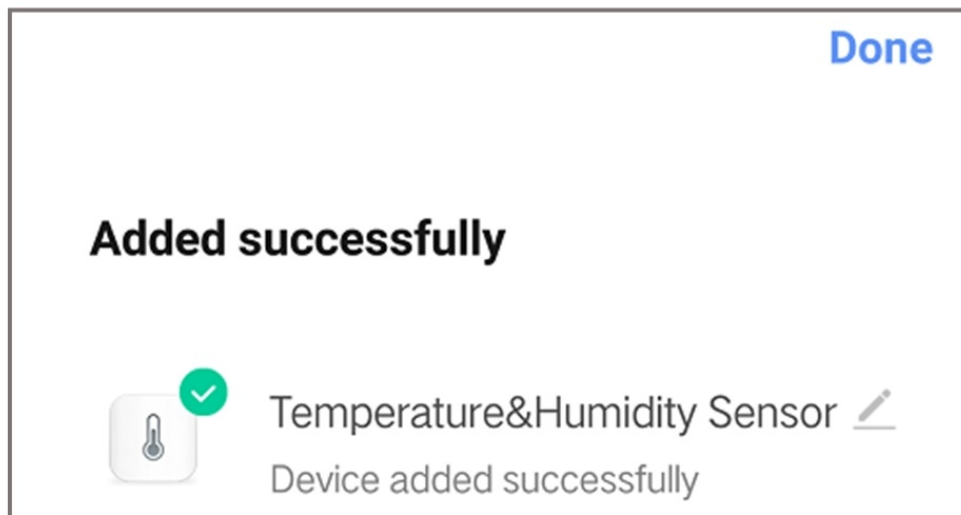 Done
Added successfully
Temperature&Humidity Sensor
Device added successfully